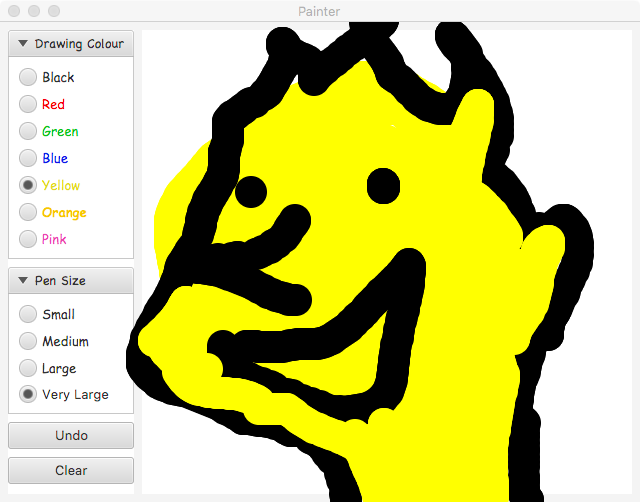 Painter
Drawing Colour
Black
Red
Green
Blue
Yellow
Orange
Pink
Pen Size
Small
Medium
Large
Very Large
Undo
Clear